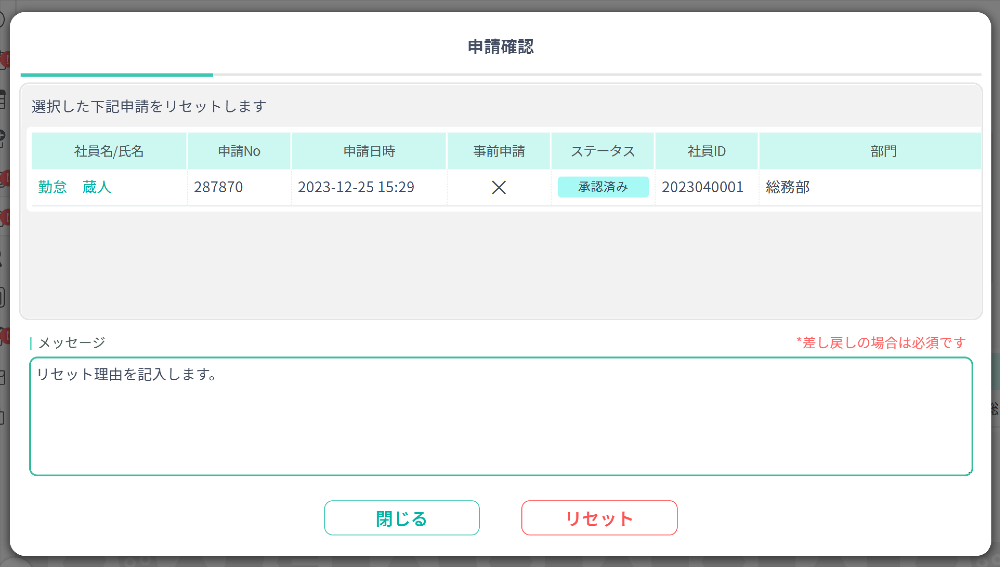 申請確認
選択した下記申請をリセットします
社員名/氏名 申請No 申請日時 事前申請 ステータス 社員ID 部門
勤怠　蔵人 287870 2023-12-25 15:29 × 承認済み 2023040001 総務部
メッセージ *差し戻しの場合は必須です
リセット理由を記入します。
閉じる リセット